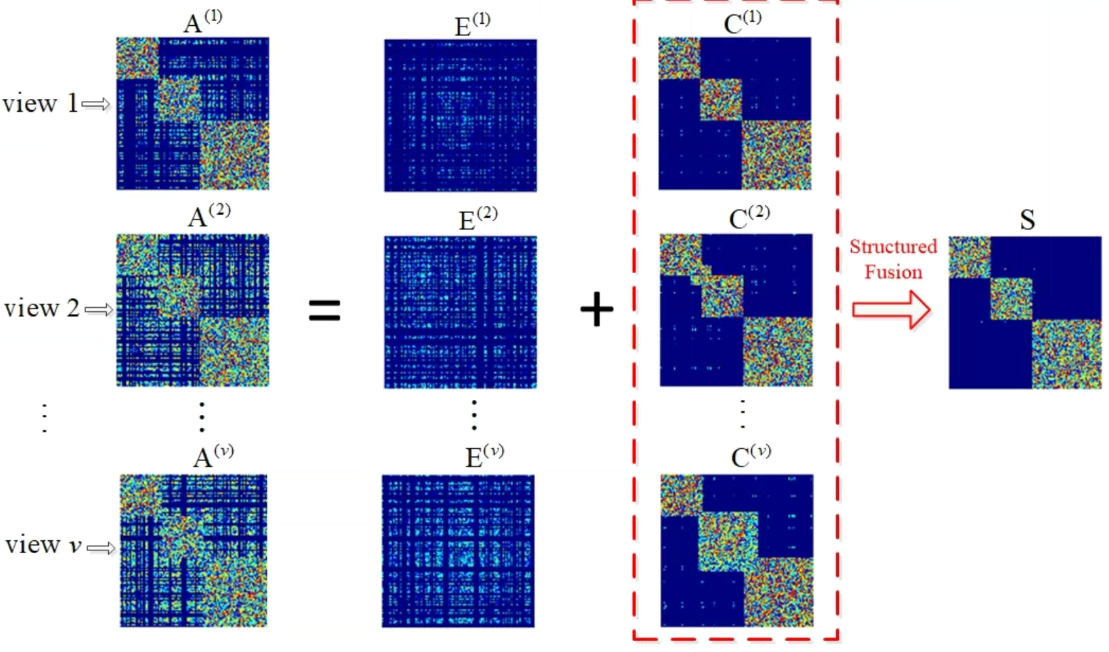 A(1) E(1) C(1)
view 1
A(2) E(2) C(2) S
view 2
= +
Structured
Fusion
A(v) E(v) C(v)
view v